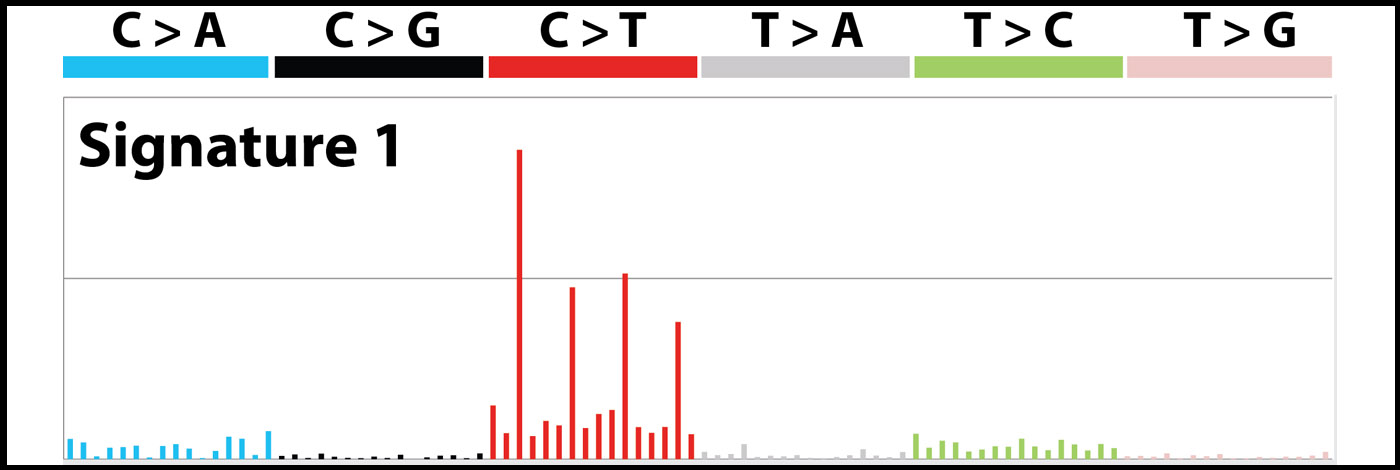 C > A C > G C > T T > A T > C T > G
Signature 1